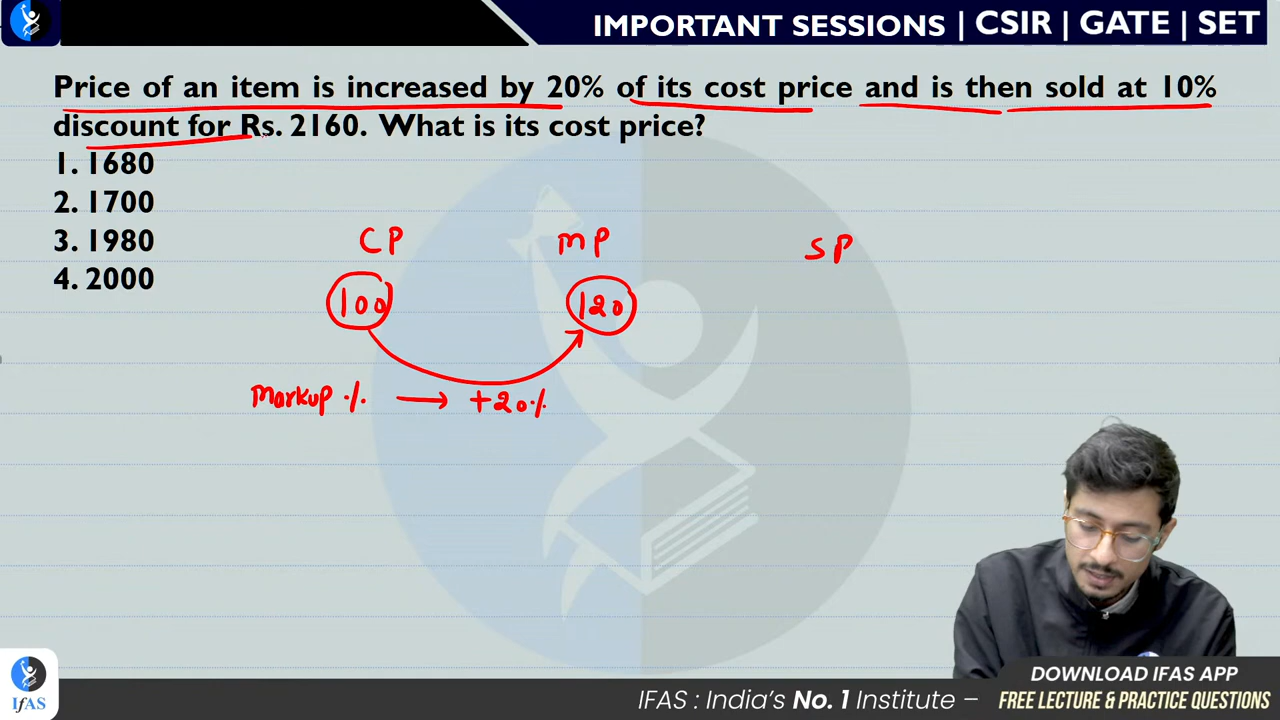 IMPORTANT SESSIONS | CSIR | GATE | SET
Price of an item is increased by 20% of its cost price and is then sold at 10%
discount for Rs. 2160. What is its cost price?
1. 1680
2. 1700
3. 1980
4. 2000
CP MP SP
100 120
Markup % → +20%
IFAS
DOWNLOAD IFAS APP
IFAS : India's No. 1 Institute – FREE LECTURE & PRACTICE QUESTIONS